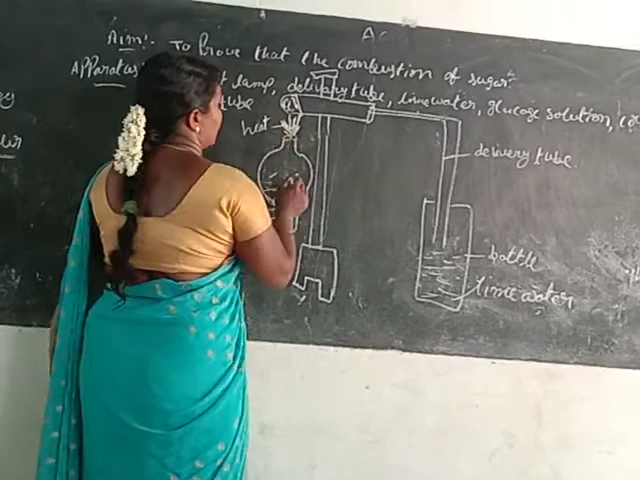 Ac
Aim:- To Prove that the combustion of sugar.
Apparatus lamp, delivery tube, limewater, glucose solution,
tube
heat
delivery tube
bottle
limewater